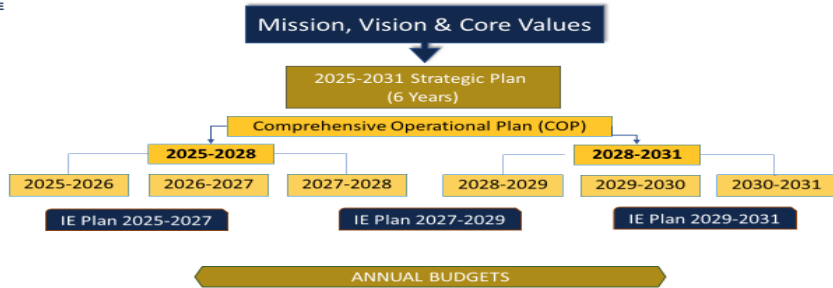 E
Mission, Vision & Core Values
2025-2031 Strategic Plan
(6 Years)
Comprehensive Operational Plan (COP)
2025-2028
2028-2031
2025-2026
2026-2027
2027-2028
2028-2029
2029-2030
2030-2031
IE Plan 2025-2027
IE Plan 2027-2029
IE Plan 2029-2031
ANNUAL BUDGETS